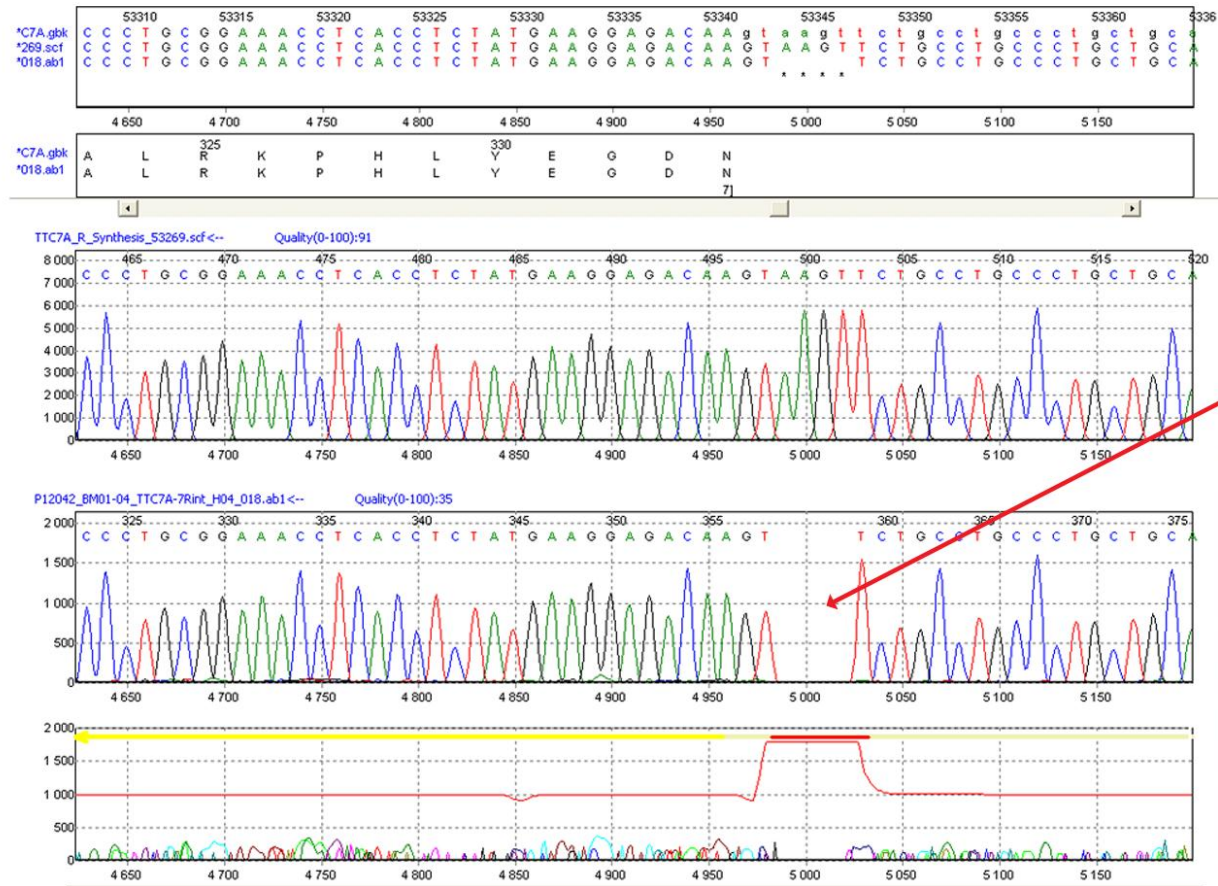 53310 53315 53320 53325 53330 53335 53340 53345 53350 53355 53360 5336
*C7A.gbk C C C T G C G G A A A C C T C A C C T C T A T G A A G G A G A C A A g t a a g t t c t g c c t g c c c t g c t g c a
*269.scf C C C T G C G G A A A C C T C A C C T C T A T G A A G G A G A C A A G T A A G T T C T G C C T G C C C T G C T G C A
*018.ab1 C C C T G C G G A A A C C T C A C C T C T A T G A A G G A G A C A A G T T C T G C C T G C C C T G C T G C A
* * * *
4 650 4 700 4 750 4 800 4 850 4 900 4 950 5 000 5 050 5 100 5 150
325 330
*C7A.gbk A L R K P H L Y E G D N
*018.ab1 A L R K P H L Y E G D N
7]
TTC7A_R_Synthesis_53269.scf<-- Quality(0-100):91
465 470 475 480 485 490 495 500 505 510 515 520
8 000
C C C T G C G G A A A C C T C A C C T C T A T G A A G G A G A C A A G T A A G T T C T G C C T G C C C T G C T G C A
7 000
6 000
5 000
4 000
3 000
2 000
1 000
0
4 650 4 700 4 750 4 800 4 850 4 900 4 950 5 000 5 050 5 100 5 150
P12042_BM01-04_TTC7A-7Rint_H04_018.ab1<-- Quality(0-100):35
325 330 335 340 345 350 355 360 365 370 375
2 000
C C C T G C G G A A A C C T C A C C T C T A T G A A G G A G A C A A G T T C T G C C T G C C C T G C T G C A
1 500
1 000
500
0
4 650 4 700 4 750 4 800 4 850 4 900 4 950 5 000 5 050 5 100 5 150
2 000
1 500
1 000
500
0
4 650 4 700 4 750 4 800 4 850 4 900 4 950 5 000 5 050 5 100 5 150